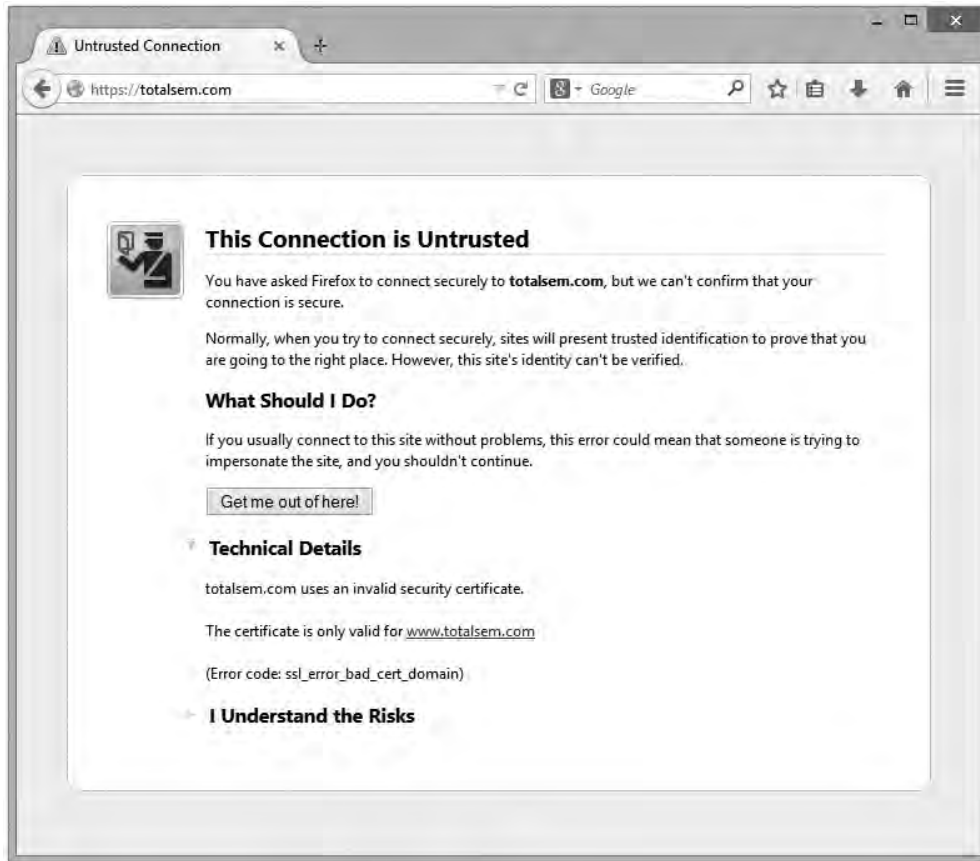 Untrusted Connection
https://totalsem.com
8 Google
This Connection is Untrusted
You have asked Firefox to connect securely to totalsem.com, but we can't confirm that your
connection is secure.
Normally, when you try to connect securely, sites will present trusted identification to prove that you
are going to the right place. However, this site's identity can't be verified.
What Should I Do?
If you usually connect to this site without problems, this error could mean that someone is trying to
impersonate the site, and you shouldn't continue.
Get me out of here!
Technical Details
totalsem.com uses an invalid security certificate.
The certificate is only valid for www.totalsem.com
(Error code: ssl_error_bad_cert_domain)
I Understand the Risks